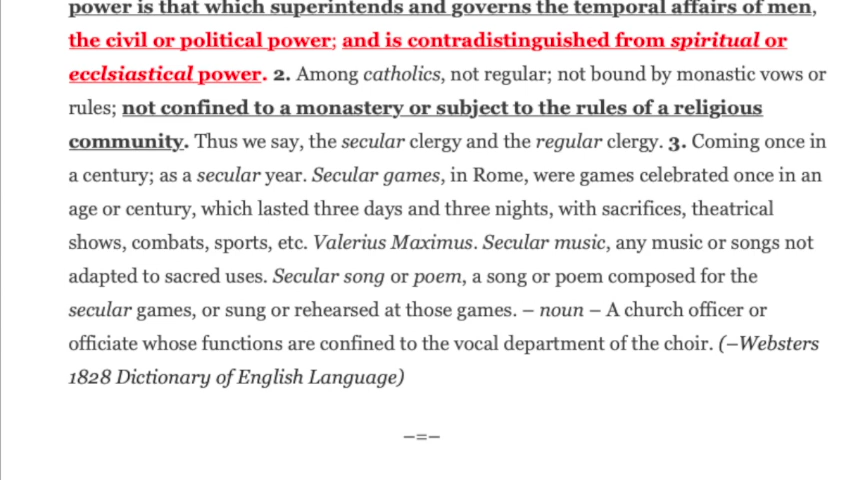 power is that which superintends and governs the temporal affairs of men,
the civil or political power; and is contradistinguished from spiritual or
ecclsiastical power. 2. Among catholics, not regular; not bound by monastic vows or
rules; not confined to a monastery or subject to the rules of a religious
community. Thus we say, the secular clergy and the regular clergy. 3. Coming once in
a century; as a secular year. Secular games, in Rome, were games celebrated once in an
age or century, which lasted three days and three nights, with sacrifices, theatrical
shows, combats, sports, etc. Valerius Maximus. Secular music, any music or songs not
adapted to sacred uses. Secular song or poem, a song or poem composed for the
secular games, or sung or rehearsed at those games. – noun – A church officer or
officiate whose functions are confined to the vocal department of the choir. (–Websters
1828 Dictionary of English Language)
–=–